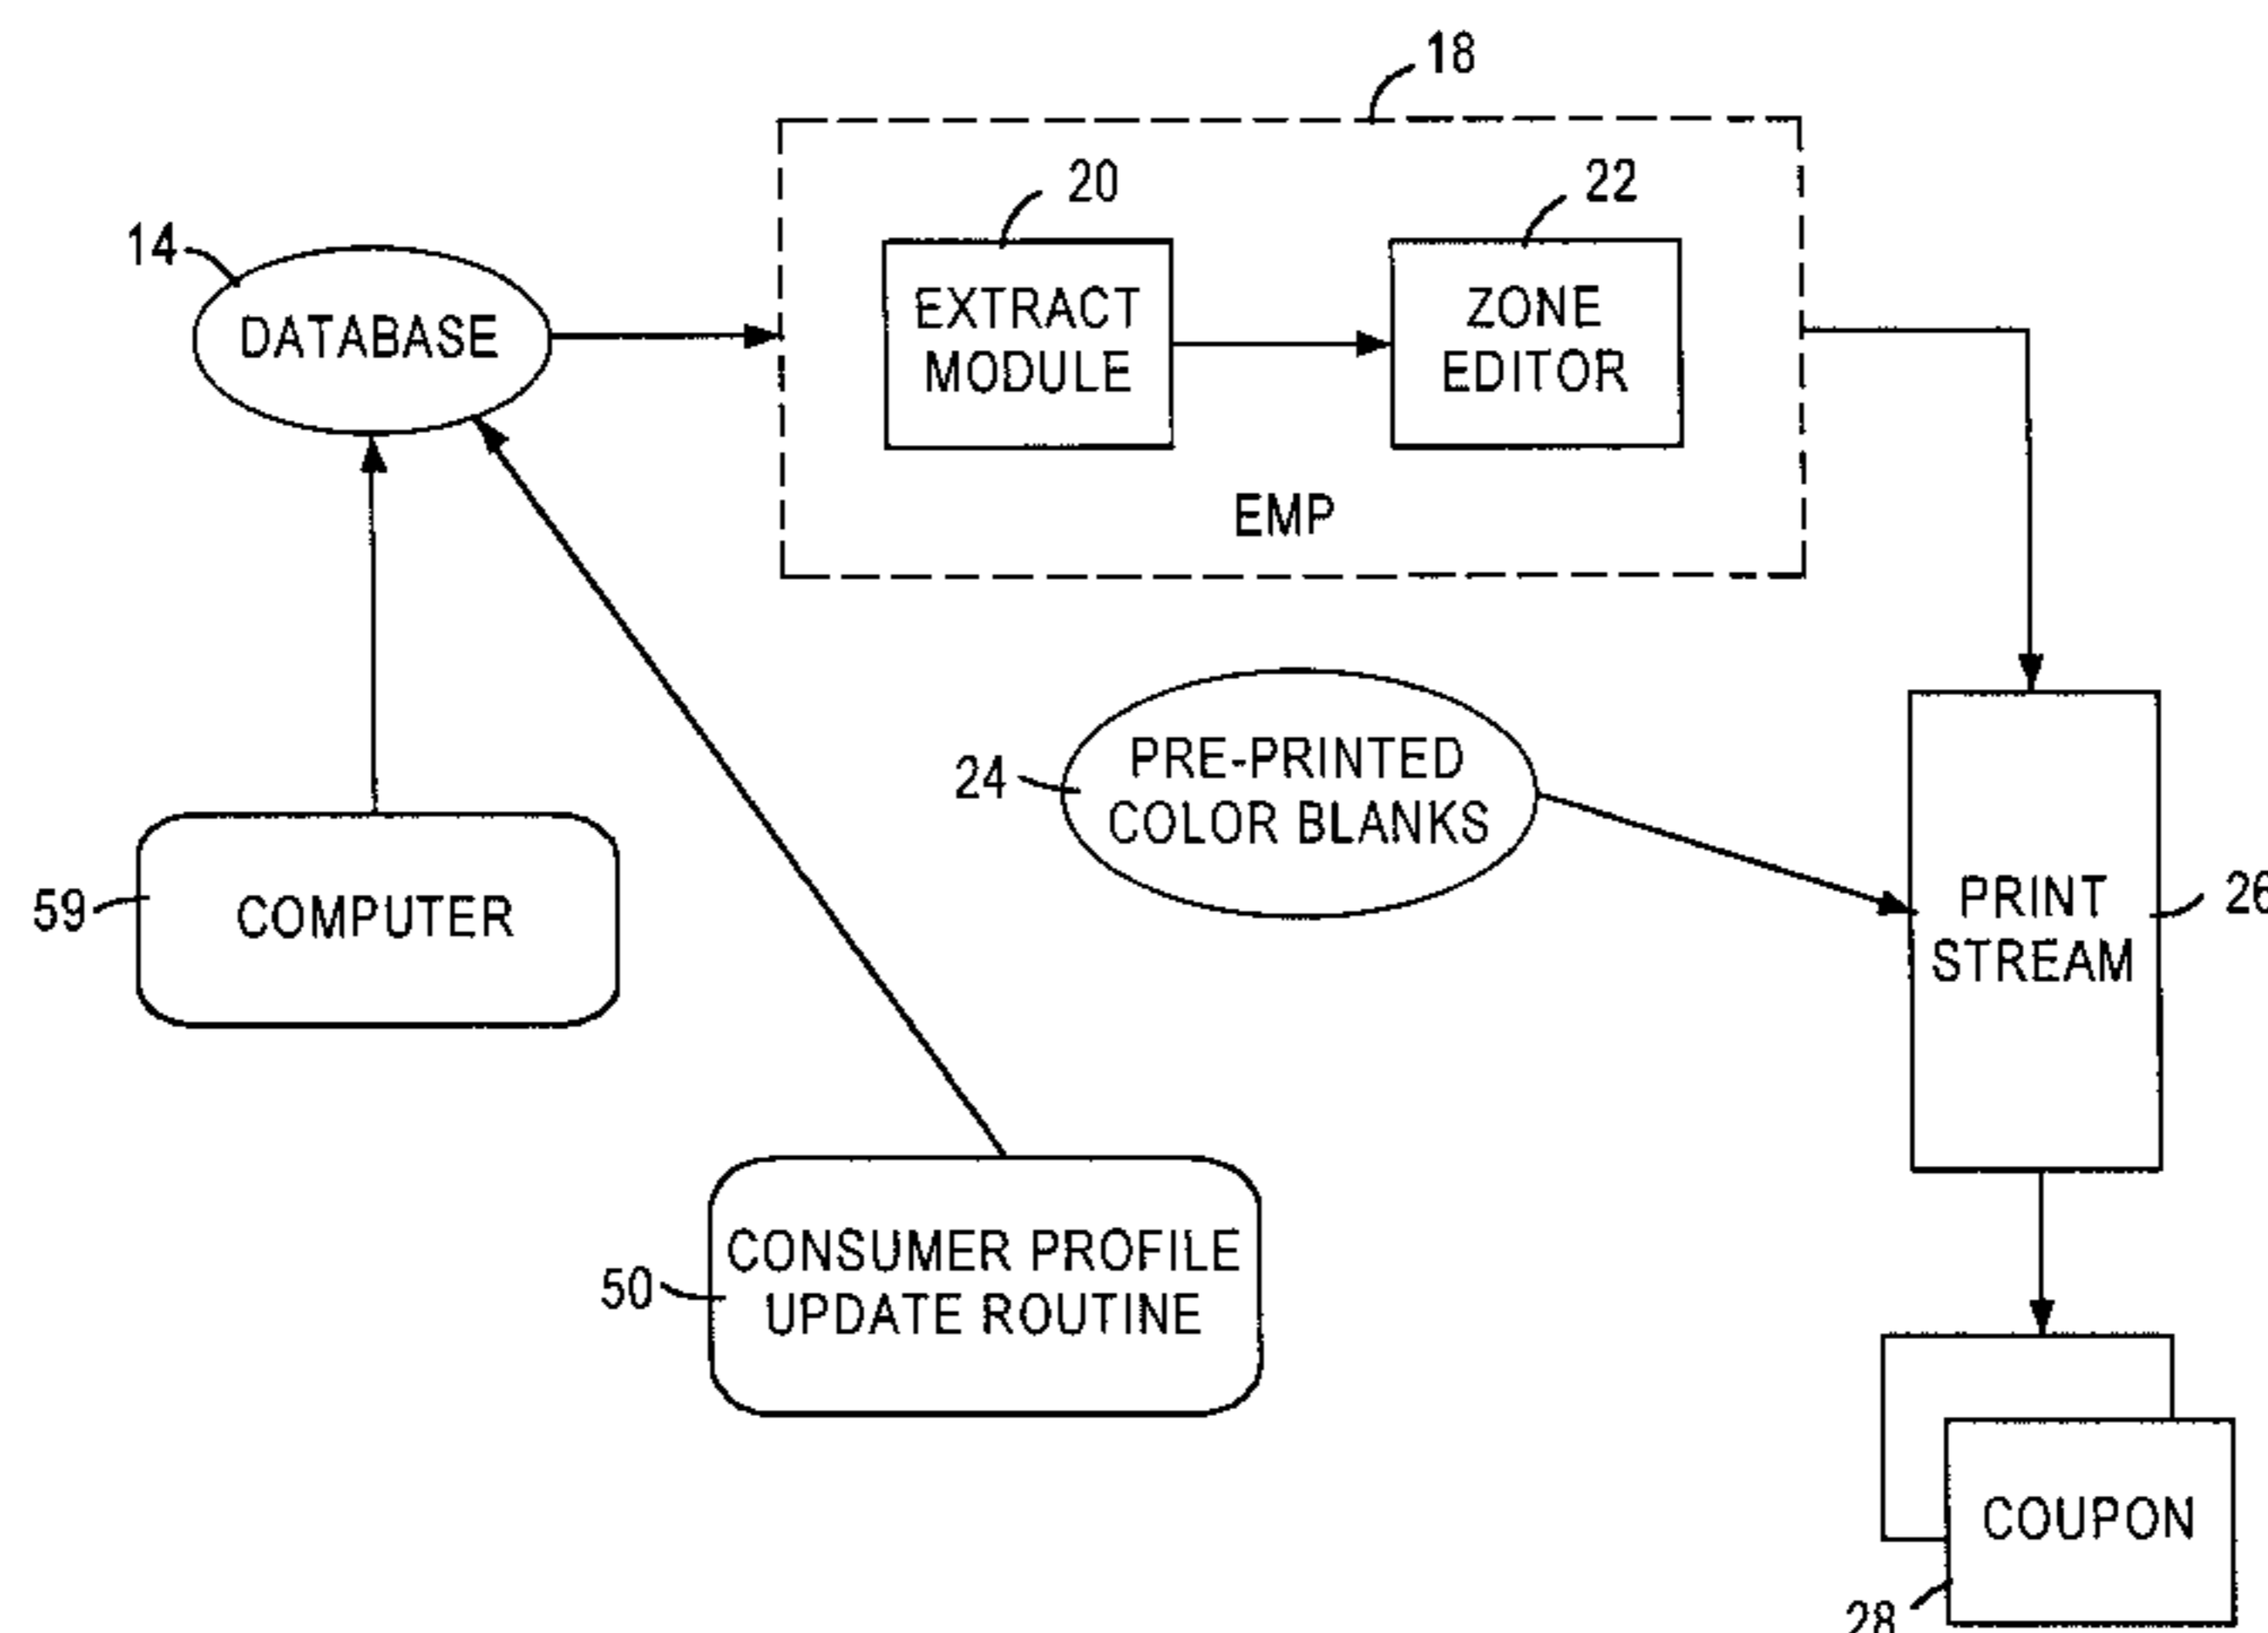 18
20
22
14
DATABASE
EXTRACT
MODULE
ZONE
EDITOR
EMP
24
PRE-PRINTED
COLOR BLANKS
59
COMPUTER
PRINT
STREAM
26
50
CONSUMER PROFILE
UPDATE ROUTINE
COUPON
28